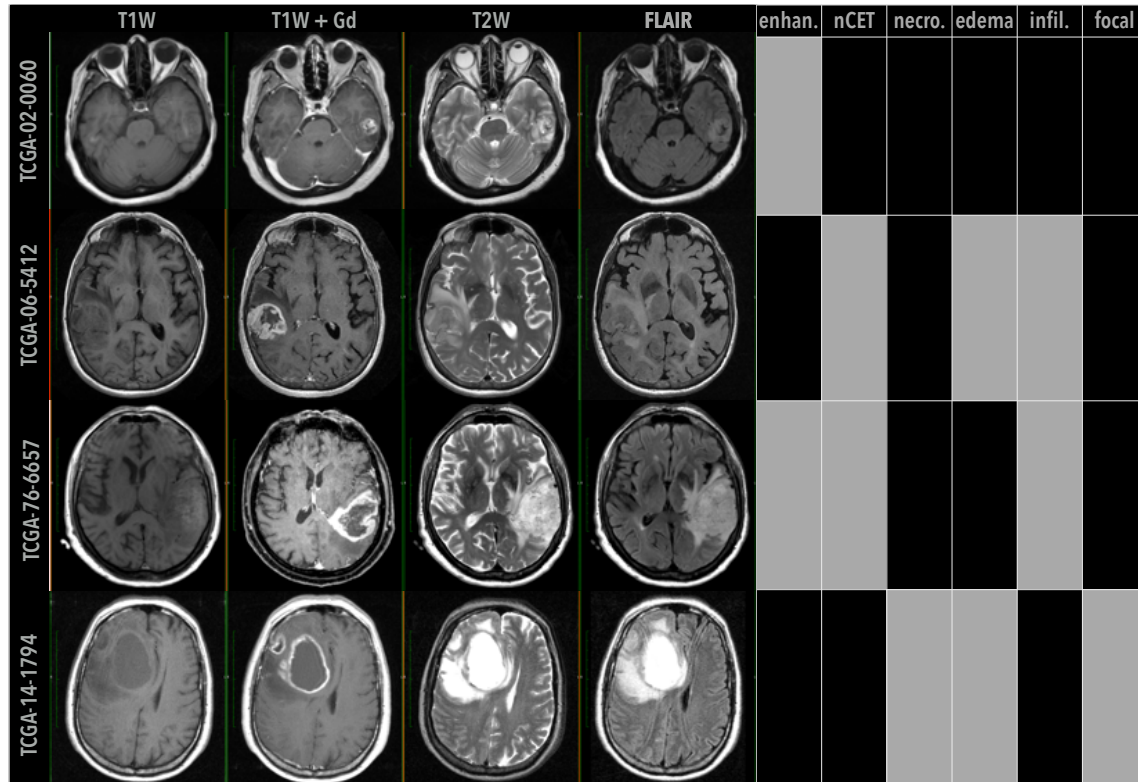 T1W T1W + Gd T2W FLAIR enhan. nCET necro. edema infil. focal
TCGA-02-0060
TCGA-06-5412
TCGA-76-6657
TCGA-14-1794